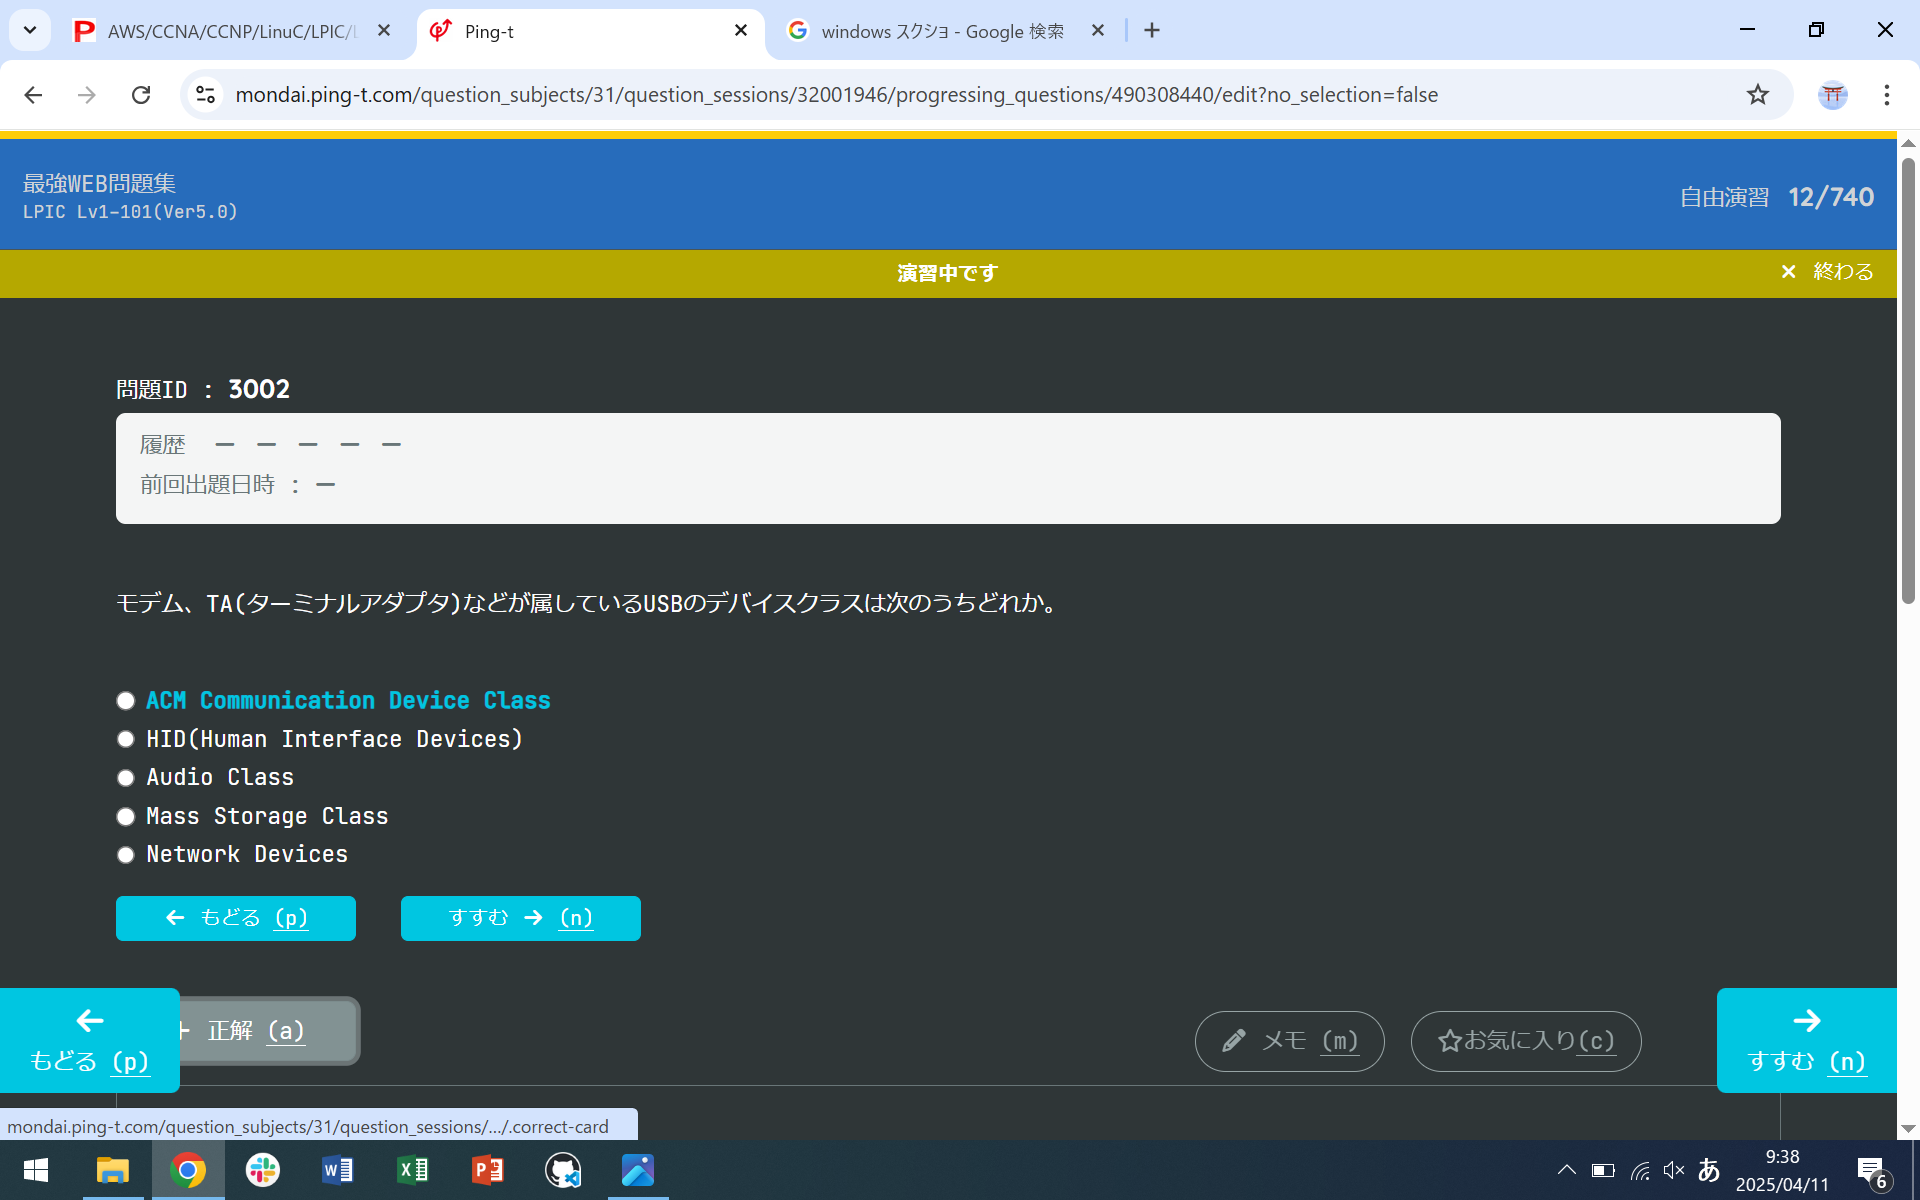 AWS/CCNA/CCNP/LinuC/LPIC/
Ping-t
windows スクショ - Google 検索
mondai.ping-t.com/question_subjects/31/question_sessions/32001946/progressing_questions/490308440/edit?no_selection=false
最強WEB問題集
LPIC Lv1-101(Ver5.0)
自由演習 12/740
演習中です
× 終わる
問題ID : 3002
履歴 ー ー ー ー ー
前回出題日時 : ー
モデム、TA(ターミナルアダプタ)などが属しているUSBのデバイスクラスは次のうちどれか。
ACM Communication Device Class
HID(Human Interface Devices)
Audio Class
Mass Storage Class
Network Devices
← もどる (p)
すすむ → (n)
正解 (a)
メモ (m)
☆お気に入り(c)
← もどる (p)
→ すすむ (n)
mondai.ping-t.com/question_subjects/31/question_sessions/.../.correct-card
あ
9:38
2025/04/11
6